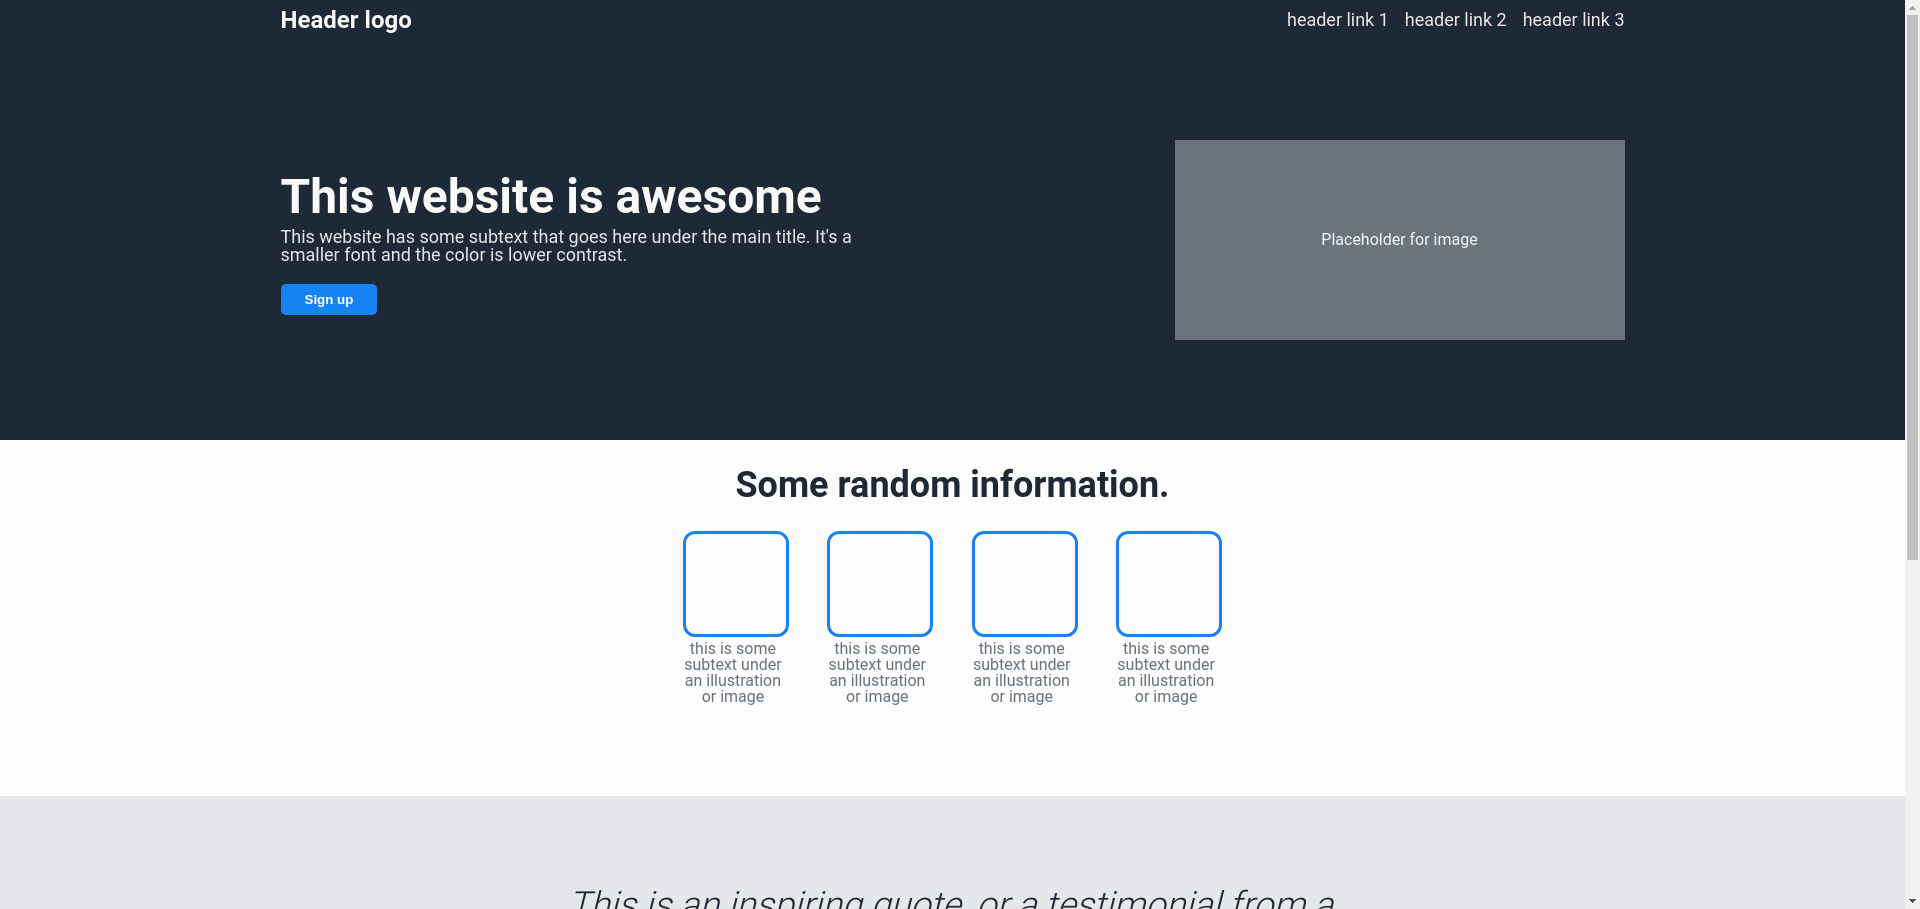 Header logo
header link 1 header link 2 header link 3
This website is awesome
This website has some subtext that goes here under the main title. It's a
smaller font and the color is lower contrast.
Sign up
Placeholder for image
Some random information.
this is some
subtext under
an illustration
or image
this is some
subtext under
an illustration
or image
this is some
subtext under
an illustration
or image
this is some
subtext under
an illustration
or image
This is an inspiring quote, or a testimonial from a